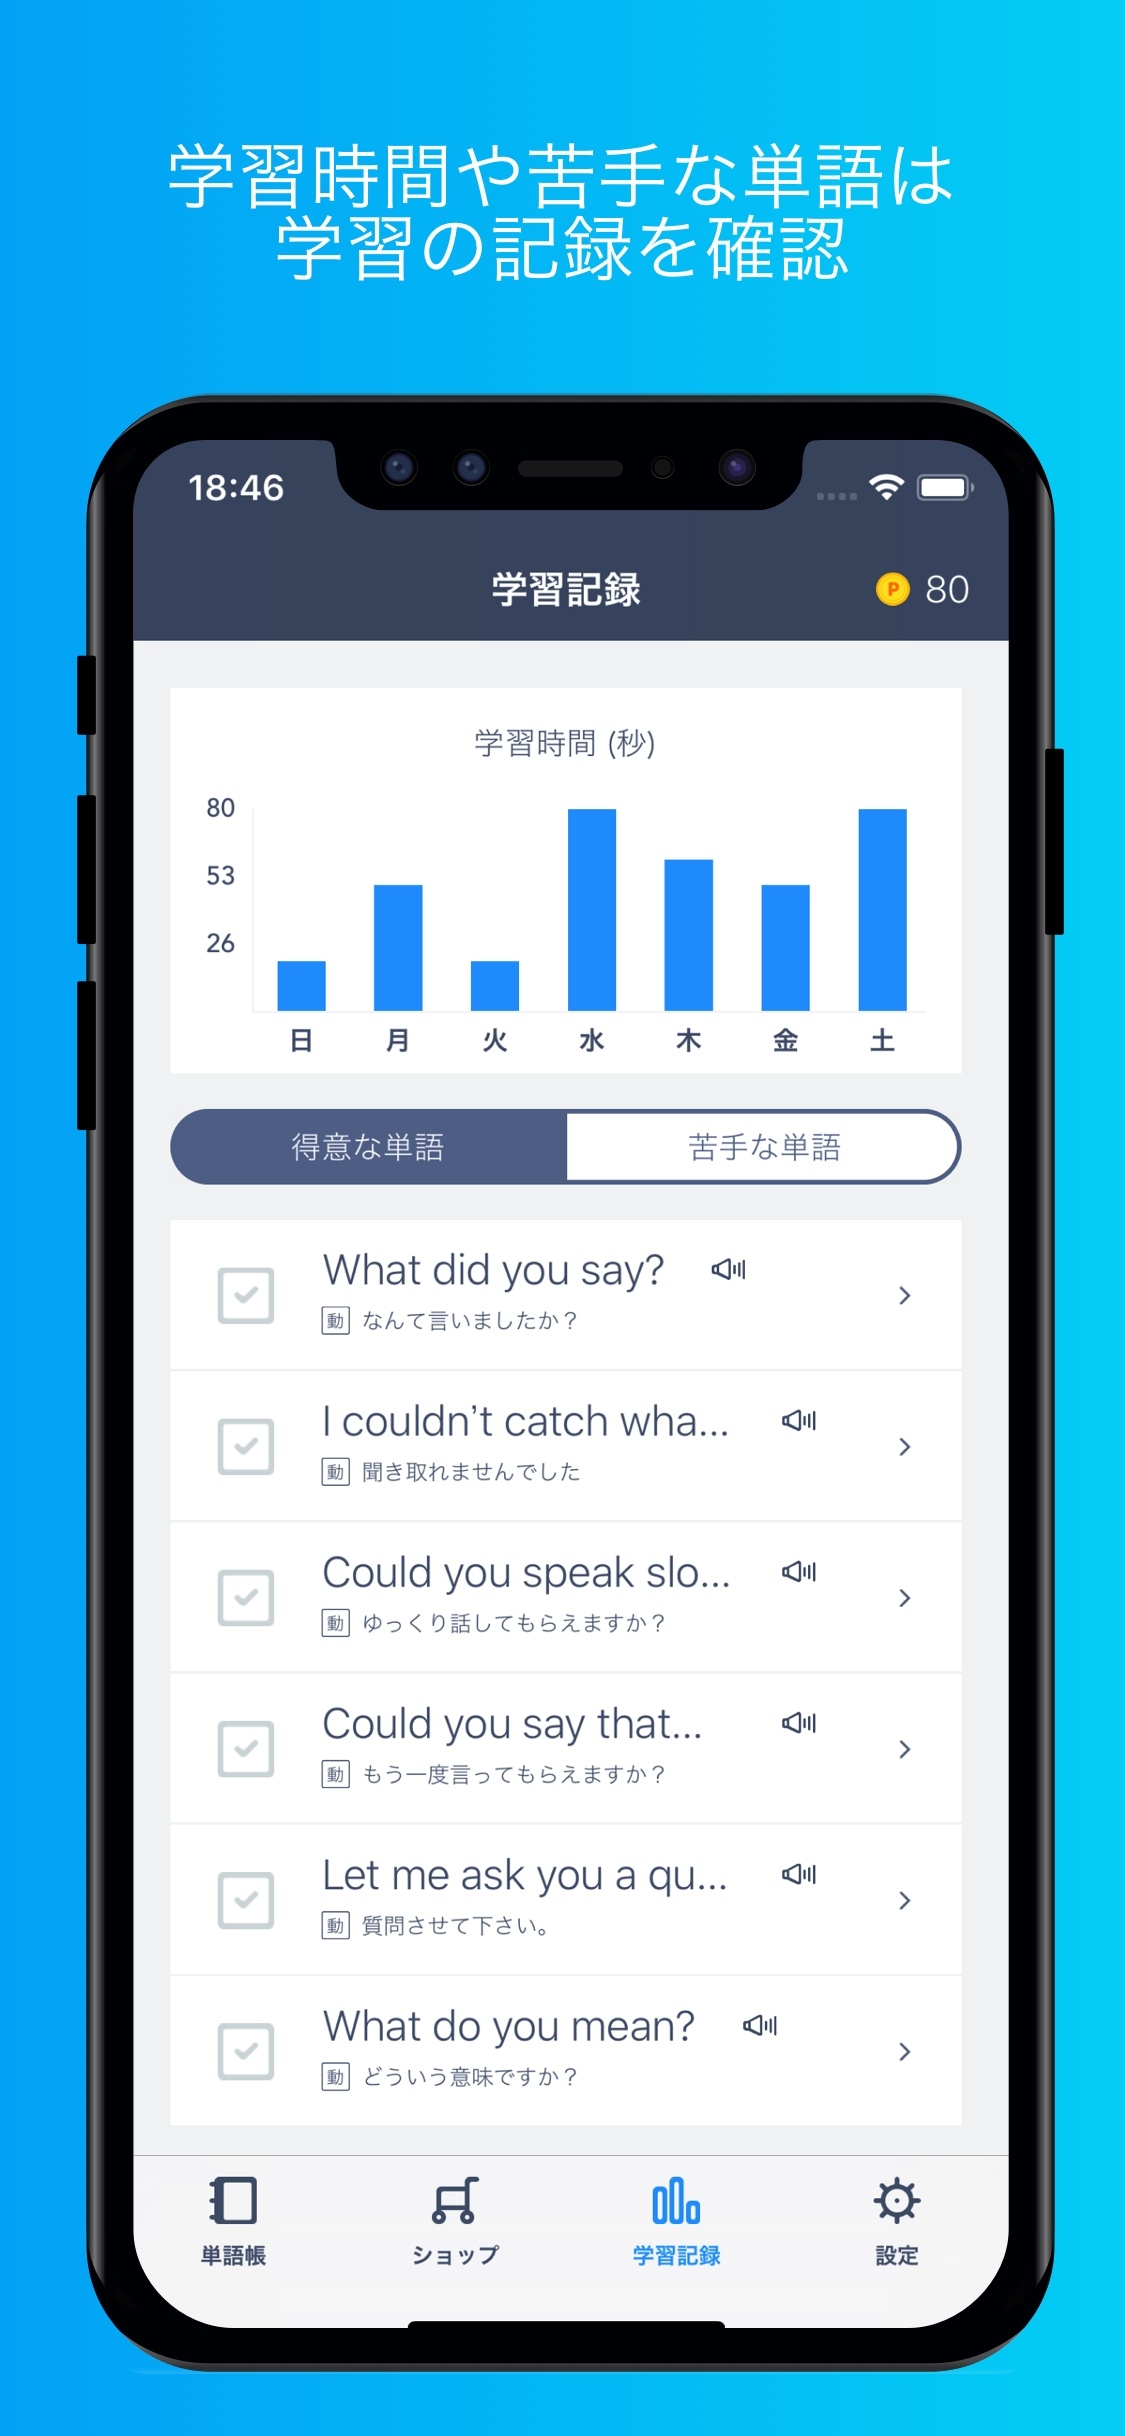 学習時間や苦手な単語は
学習の記録を確認
18:46
学習記録
P 80
学習時間 (秒)
80
53
26
日 月 火 水 木 金 土
得意な単語 苦手な単語
What did you say?
動 なんて言いましたか？
I couldn't catch wha...
動 聞き取れませんでした
Could you speak slo...
動 ゆっくり話してもらえますか？
Could you say that...
動 もう一度言ってもらえますか？
Let me ask you a qu...
動 質問させて下さい。
What do you mean?
動 どういう意味ですか？
単語帳 ショップ 学習記録 設定